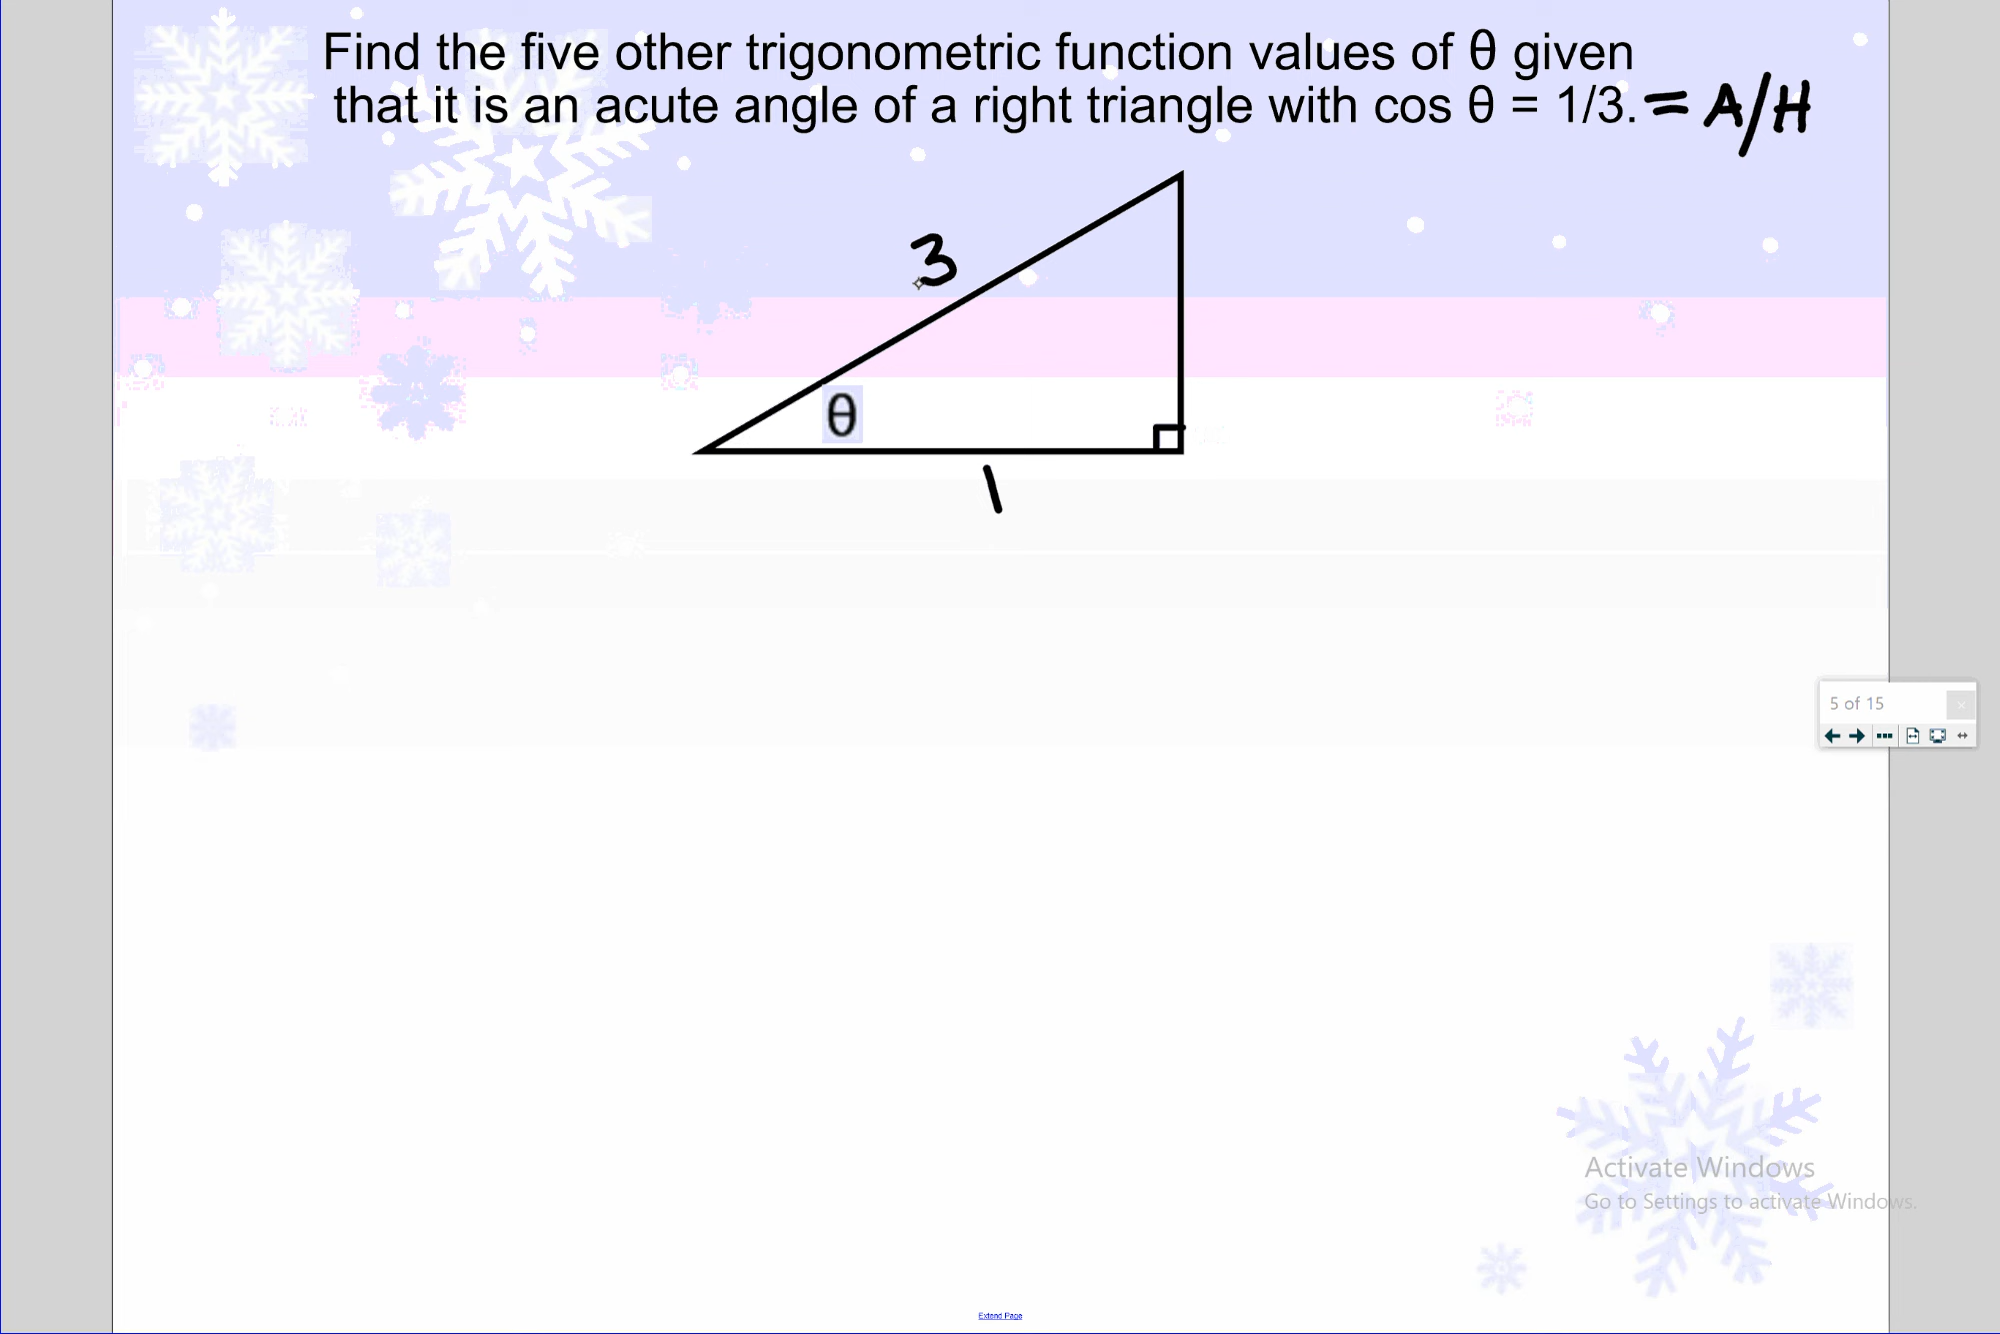 Find the five other trigonometric function values of θ given
that it is an acute angle of a right triangle with cos θ = 1/3. = A/H
3
θ
1
5 of 15
Activate Windows
Go to Settings to activate Windows.
Extend Page